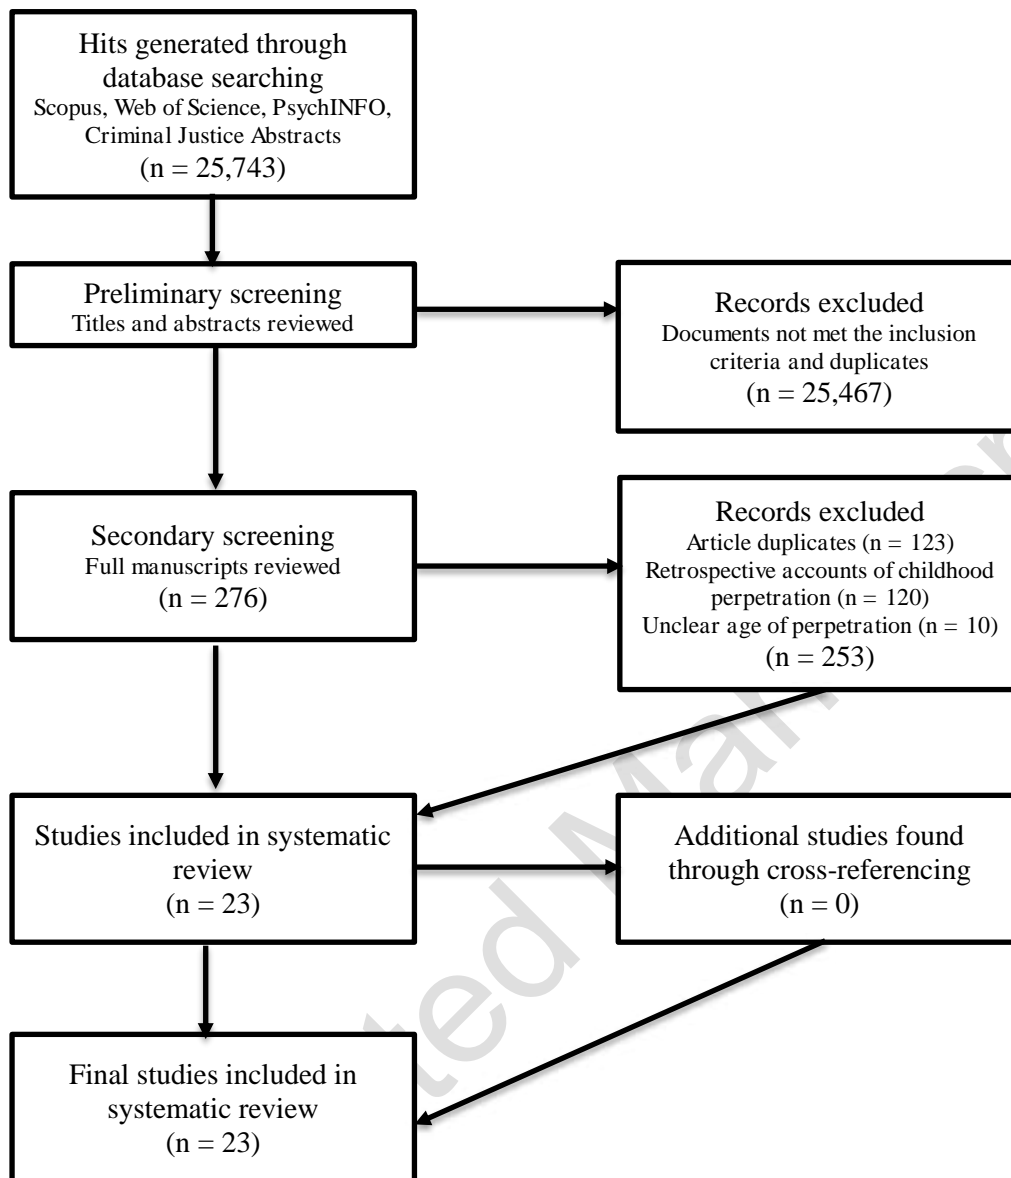 Hits generated through
database searching
Scopus, Web of Science, PsychINFO,
Criminal Justice Abstracts
(n = 25,743)
Preliminary screening
Titles and abstracts reviewed
Records excluded
Documents not met the inclusion
criteria and duplicates
(n = 25,467)
Secondary screening
Full manuscripts reviewed
(n = 276)
Records excluded
Article duplicates (n = 123)
Retrospective accounts of childhood
perpetration (n = 120)
Unclear age of perpetration (n = 10)
(n = 253)
Studies included in systematic
review
(n = 23)
Additional studies found
through cross-referencing
(n = 0)
Final studies included in
systematic review
(n = 23)